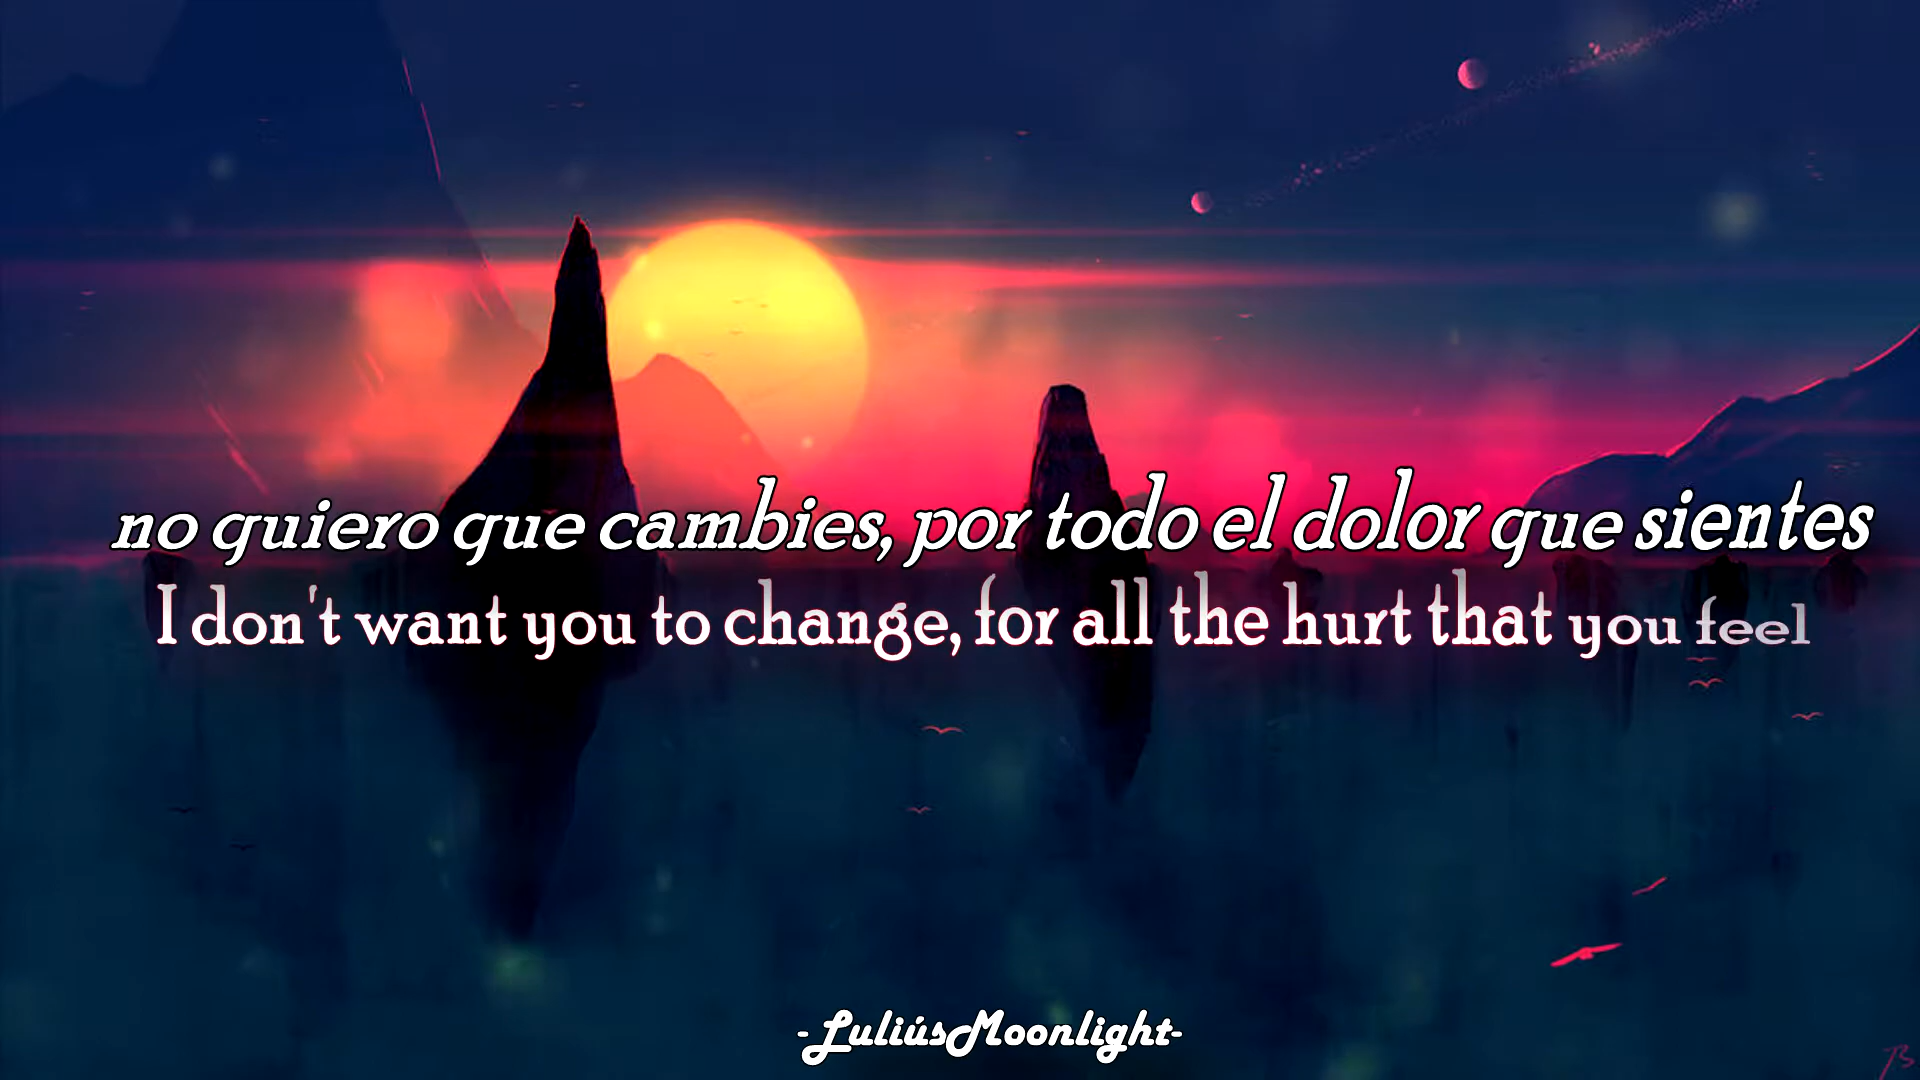 no quiero que cambies, por todo el dolor que sientes
I don't want you to change, for all the hurt that you feel
-LuliúsMoonlight-